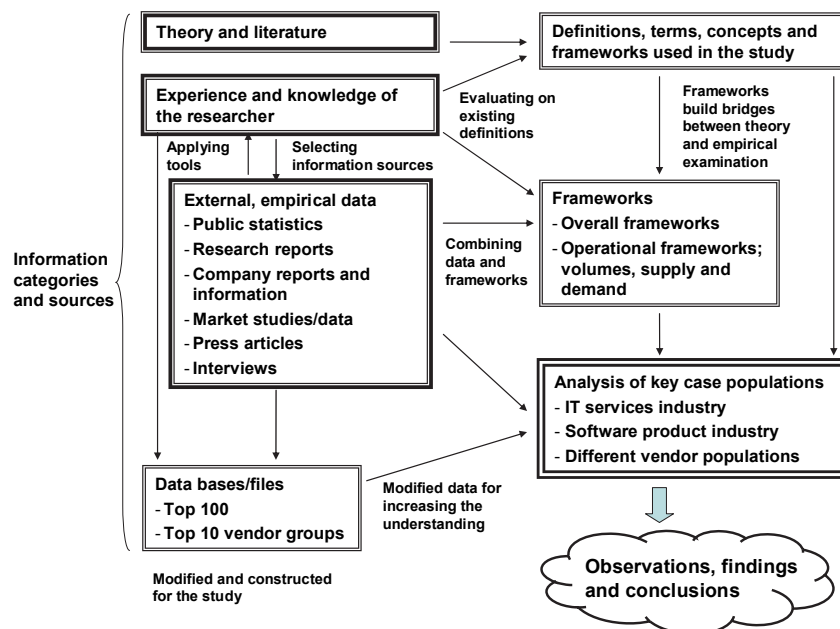 Theory and literature
Definitions, terms, concepts and
frameworks used in the study
Experience and knowledge of
the researcher
Evaluating on
existing
definitions
Frameworks
build bridges
between theory
and empirical
examination
Applying
tools
Selecting
information sources
External, empirical data
- Public statistics
- Research reports
- Company reports and
information
- Market studies/data
- Press articles
- Interviews
Combining
data and
frameworks
Frameworks
- Overall frameworks
- Operational frameworks;
volumes, supply and
demand
Information
categories
and sources
Analysis of key case populations
- IT services industry
- Software product industry
- Different vendor populations
Data bases/files
- Top 100
- Top 10 vendor groups
Modified data for
increasing the
understanding
Modified and constructed
for the study
Observations, findings
and conclusions